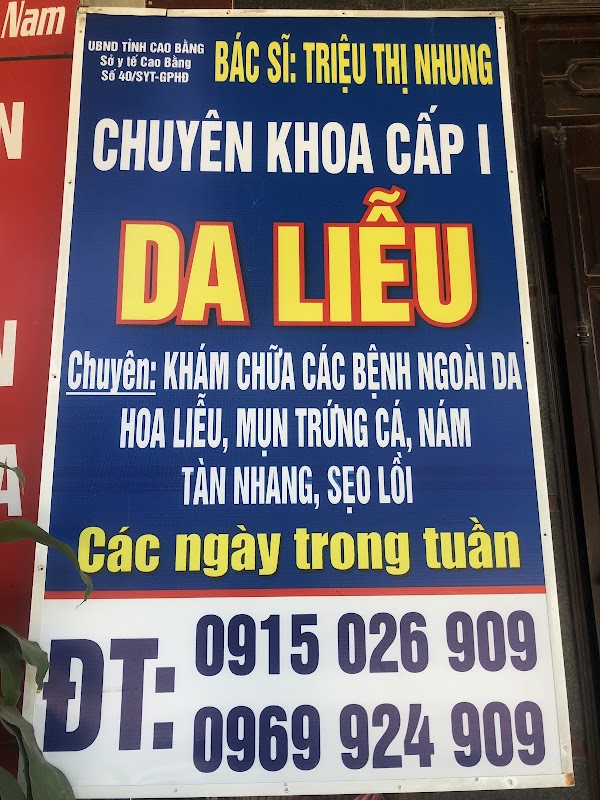 Nam
UBND TỈNH CAO BẰNG
Sở y tế Cao Bằng
Số 40/SYT-GPHĐ
BÁC SĨ: TRIỆU THỊ NHUNG
CHUYÊN KHOA CẤP I
DA LIỄU
Chuyên: KHÁM CHỮA CÁC BỆNH NGOÀI DA
HOA LIỄU, MỤN TRỨNG CÁ, NÁM
TÀN NHANG, SẸO LỒI
Các ngày trong tuần
ĐT: 0915 026 909
0969 924 909